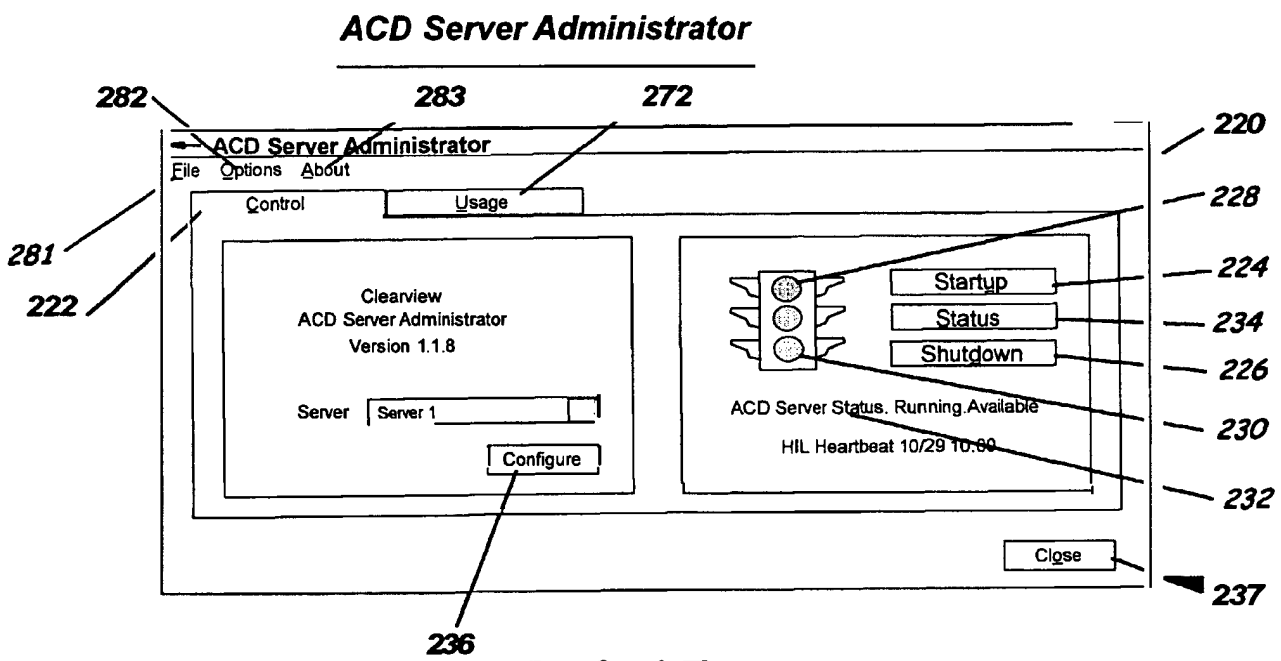 ACD Server Administrator
282 283 272
220
ACD Server Administrator
File Options About
Control Usage
228
281
222
Clearview
ACD Server Administrator
Version 1.1.8
Startup
224
Status
234
Shutdown
226
Server Server 1
ACD Server Status. Running.Available
230
Configure
HIL Heartbeat 10/29 10:00
232
Close
237
236